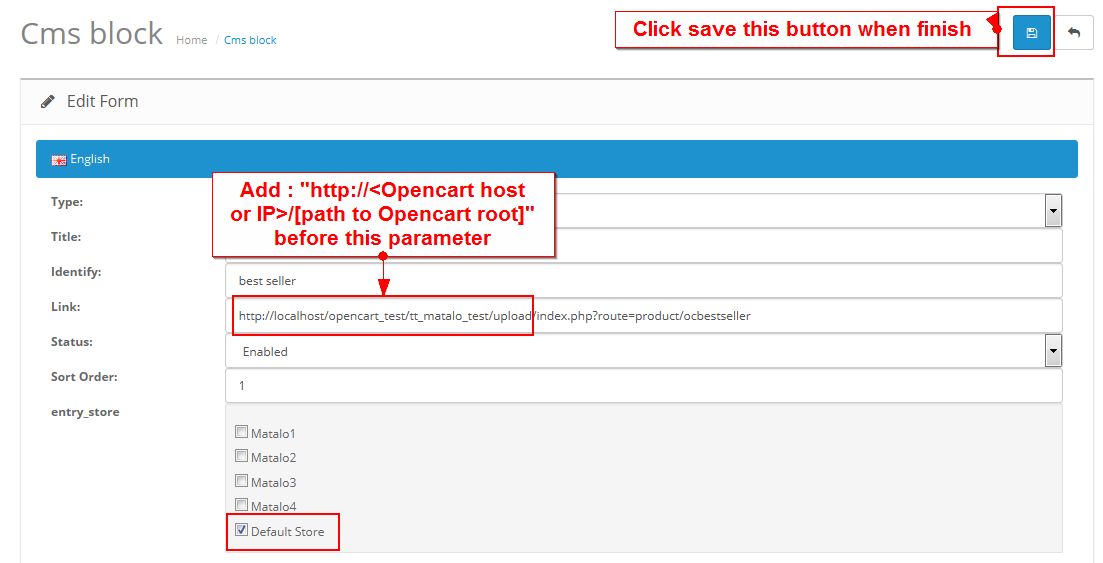 Cms block
Home / Cms block
Click save this button when finish
Edit Form
English
Type:
Add : "http://<Opencart host
or IP>/[path to Opencart root]"
before this parameter
Title:
Identify:
best seller
Link:
http://localhost/opencart_test/tt_matalo_test/upload/index.php?route=product/ocbestseller
Status:
Enabled
Sort Order:
1
entry_store
Matalo1
Matalo2
Matalo3
Matalo4
Default Store